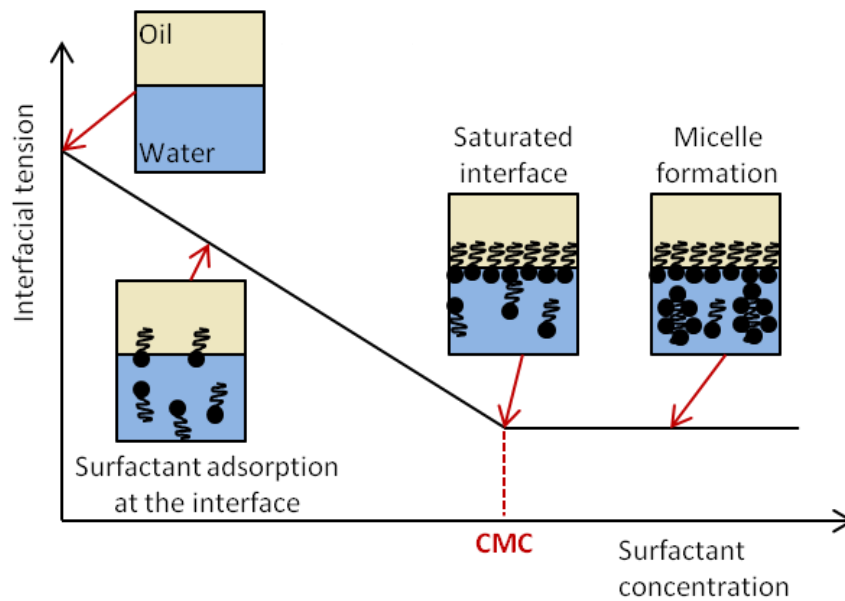 Oil
Water
Interfacial tension
Saturated
interface
Micelle
formation
Surfactant adsorption
at the interface
CMC
Surfactant
concentration